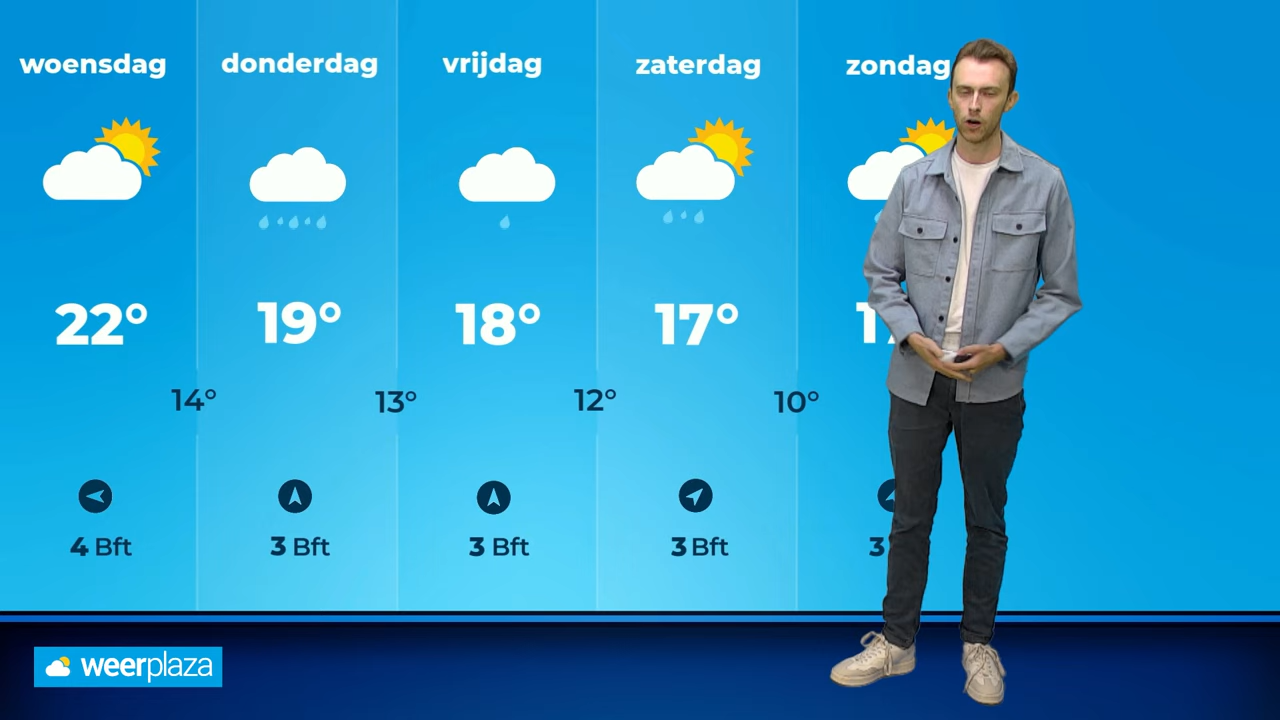 woensdag donderdag vrijdag zaterdag zondag
22° 19° 18° 17°
14° 13° 12° 10°
4 Bft 3 Bft 3 Bft 3 Bft 3
weerplaza